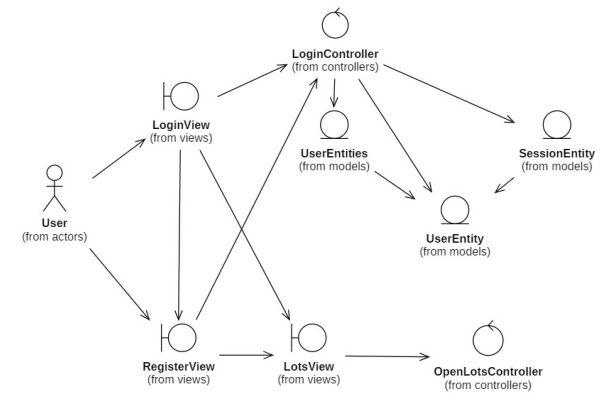 LoginController
(from controllers)
LoginView
(from views)
UserEntities
(from models)
SessionEntity
(from models)
User
(from actors)
UserEntity
(from models)
RegisterView
(from views)
LotsView
(from views)
OpenLotsController
(from controllers)